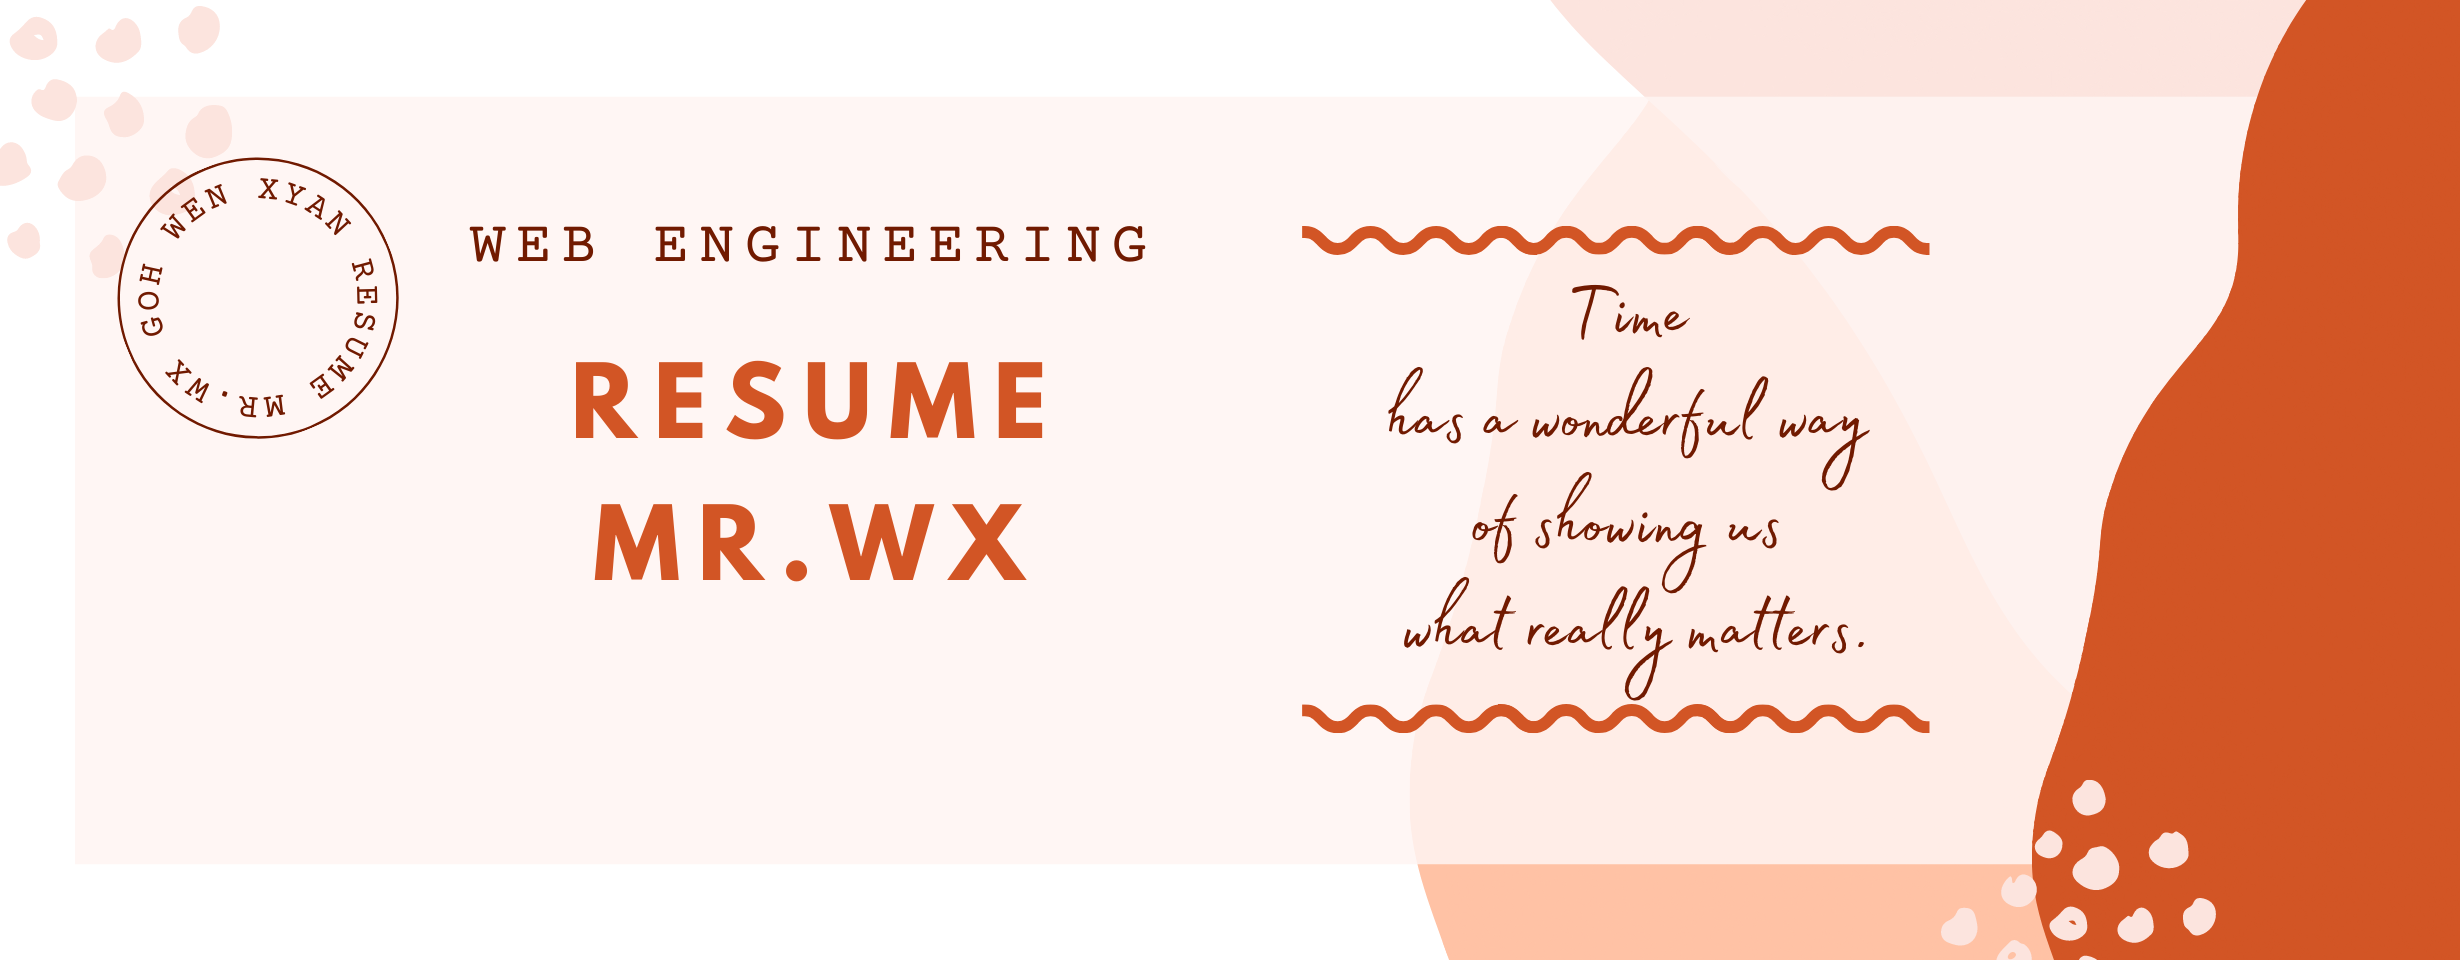 GOH WEN XYAN RESUME MR.WX
WEB ENGINEERING
RESUME
MR.WX
Time
has a wonderful way
of showing us
what really matters.